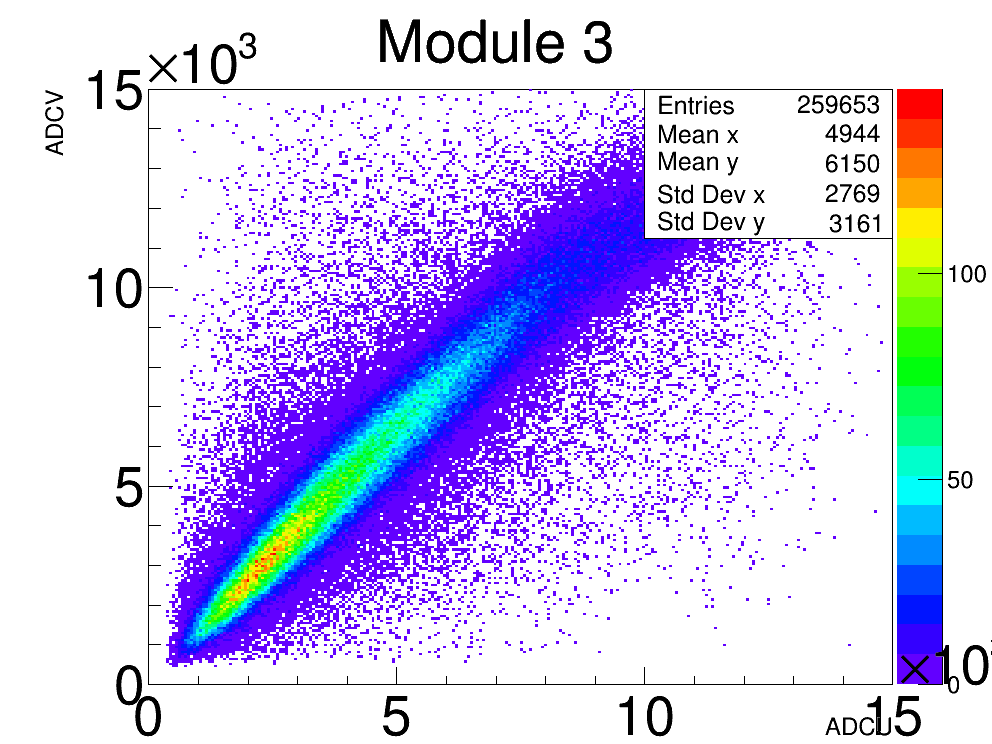 Module 3
×10³
ADCV
15
10
5
0
Entries 259653
Mean x 4944
Mean y 6150
Std Dev x 2769
Std Dev y 3161
100
50
0
×10
0 5 10 15
ADCU